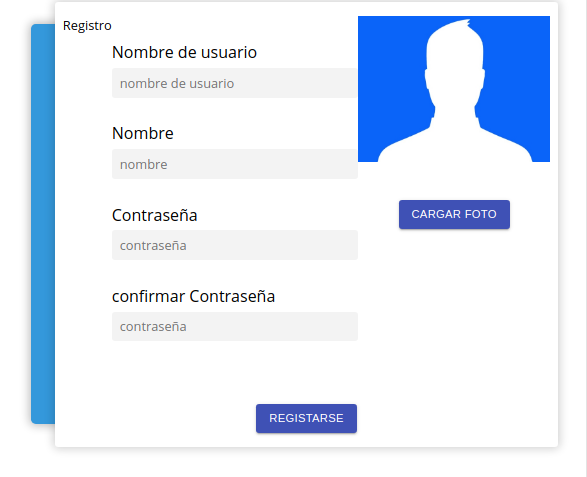 Registro
Nombre de usuario
nombre de usuario
Nombre
nombre
Contraseña
contraseña
confirmar Contraseña
contraseña
CARGAR FOTO
REGISTARSE